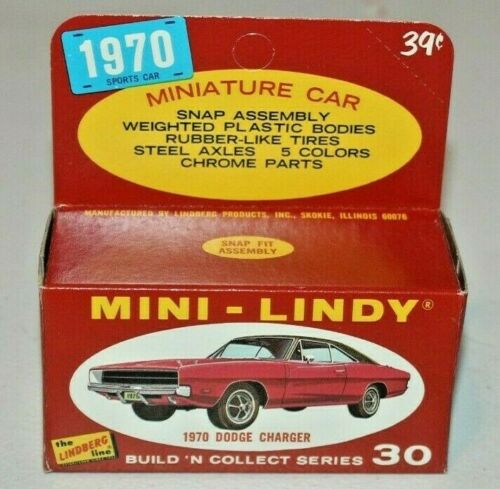 1970
SPORTS CAR
39¢
MINIATURE CAR
SNAP ASSEMBLY
WEIGHTED PLASTIC BODIES
RUBBER-LIKE TIRES
STEEL AXLES 5 COLORS
CHROME PARTS
MANUFACTURED BY LINDBERG PRODUCTS, INC., SKOKIE, ILLINOIS 60076
SNAP FIT
ASSEMBLY
MINI - LINDY®
1970
1970 DODGE CHARGER
the
LINDBERG
line
BUILD 'N COLLECT SERIES 30